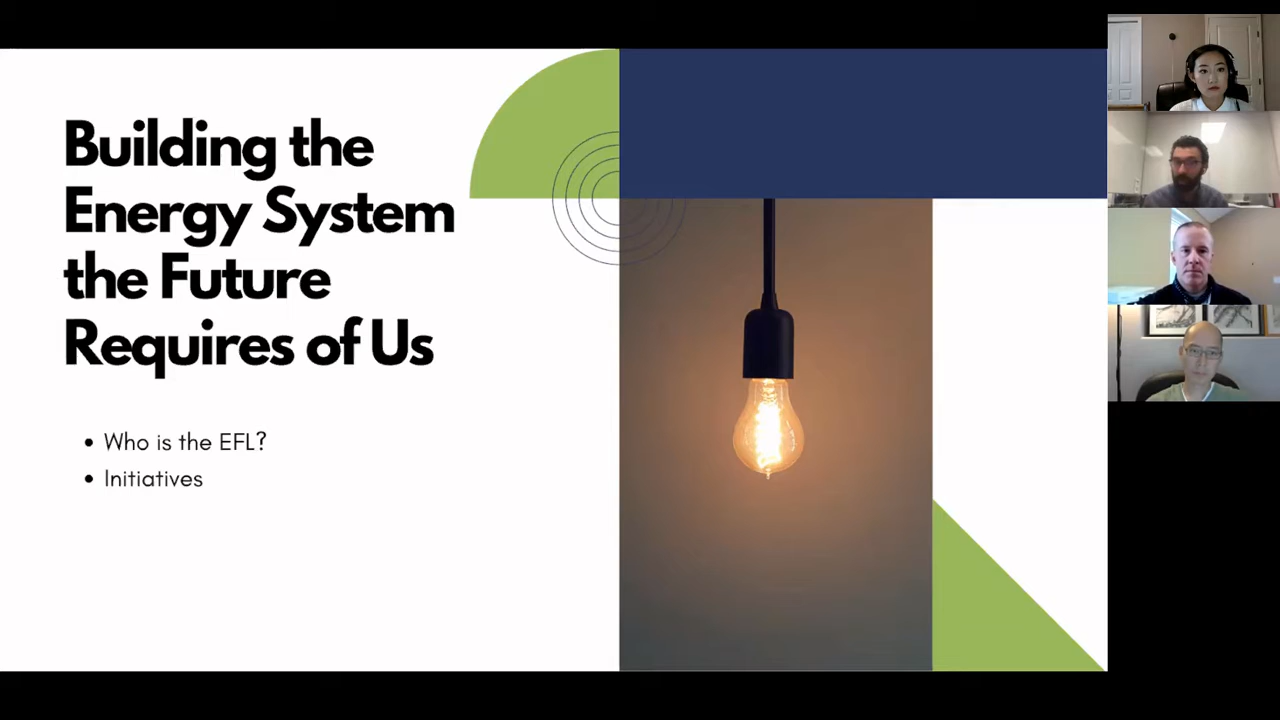 Building the
Energy System
the Future
Requires of Us
• Who is the EFL?
• Initiatives